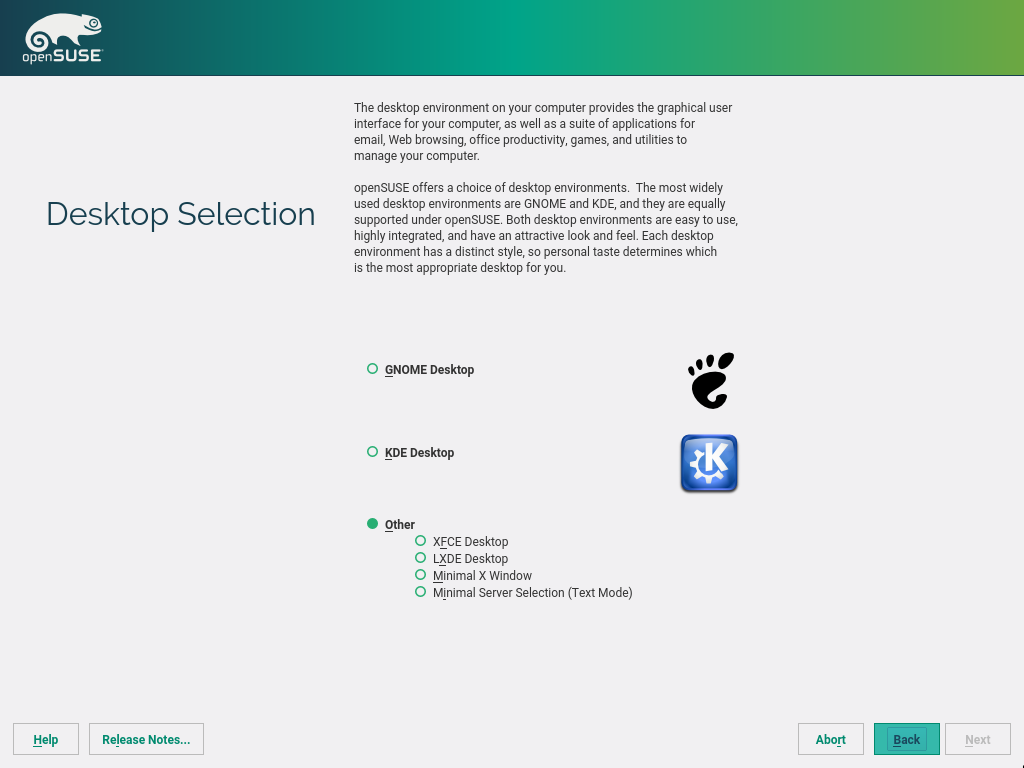 openSUSE
The desktop environment on your computer provides the graphical user
interface for your computer, as well as a suite of applications for
email, Web browsing, office productivity, games, and utilities to
manage your computer.
Desktop Selection
openSUSE offers a choice of desktop environments.  The most widely
used desktop environments are GNOME and KDE, and they are equally
supported under openSUSE. Both desktop environments are easy to use,
highly integrated, and have an attractive look and feel. Each desktop
environment has a distinct style, so personal taste determines which
is the most appropriate desktop for you.
GNOME Desktop
KDE Desktop
K
Other
XFCE Desktop
LXDE Desktop
Minimal X Window
Minimal Server Selection (Text Mode)
Help
Release Notes...
Abort
Back
Next